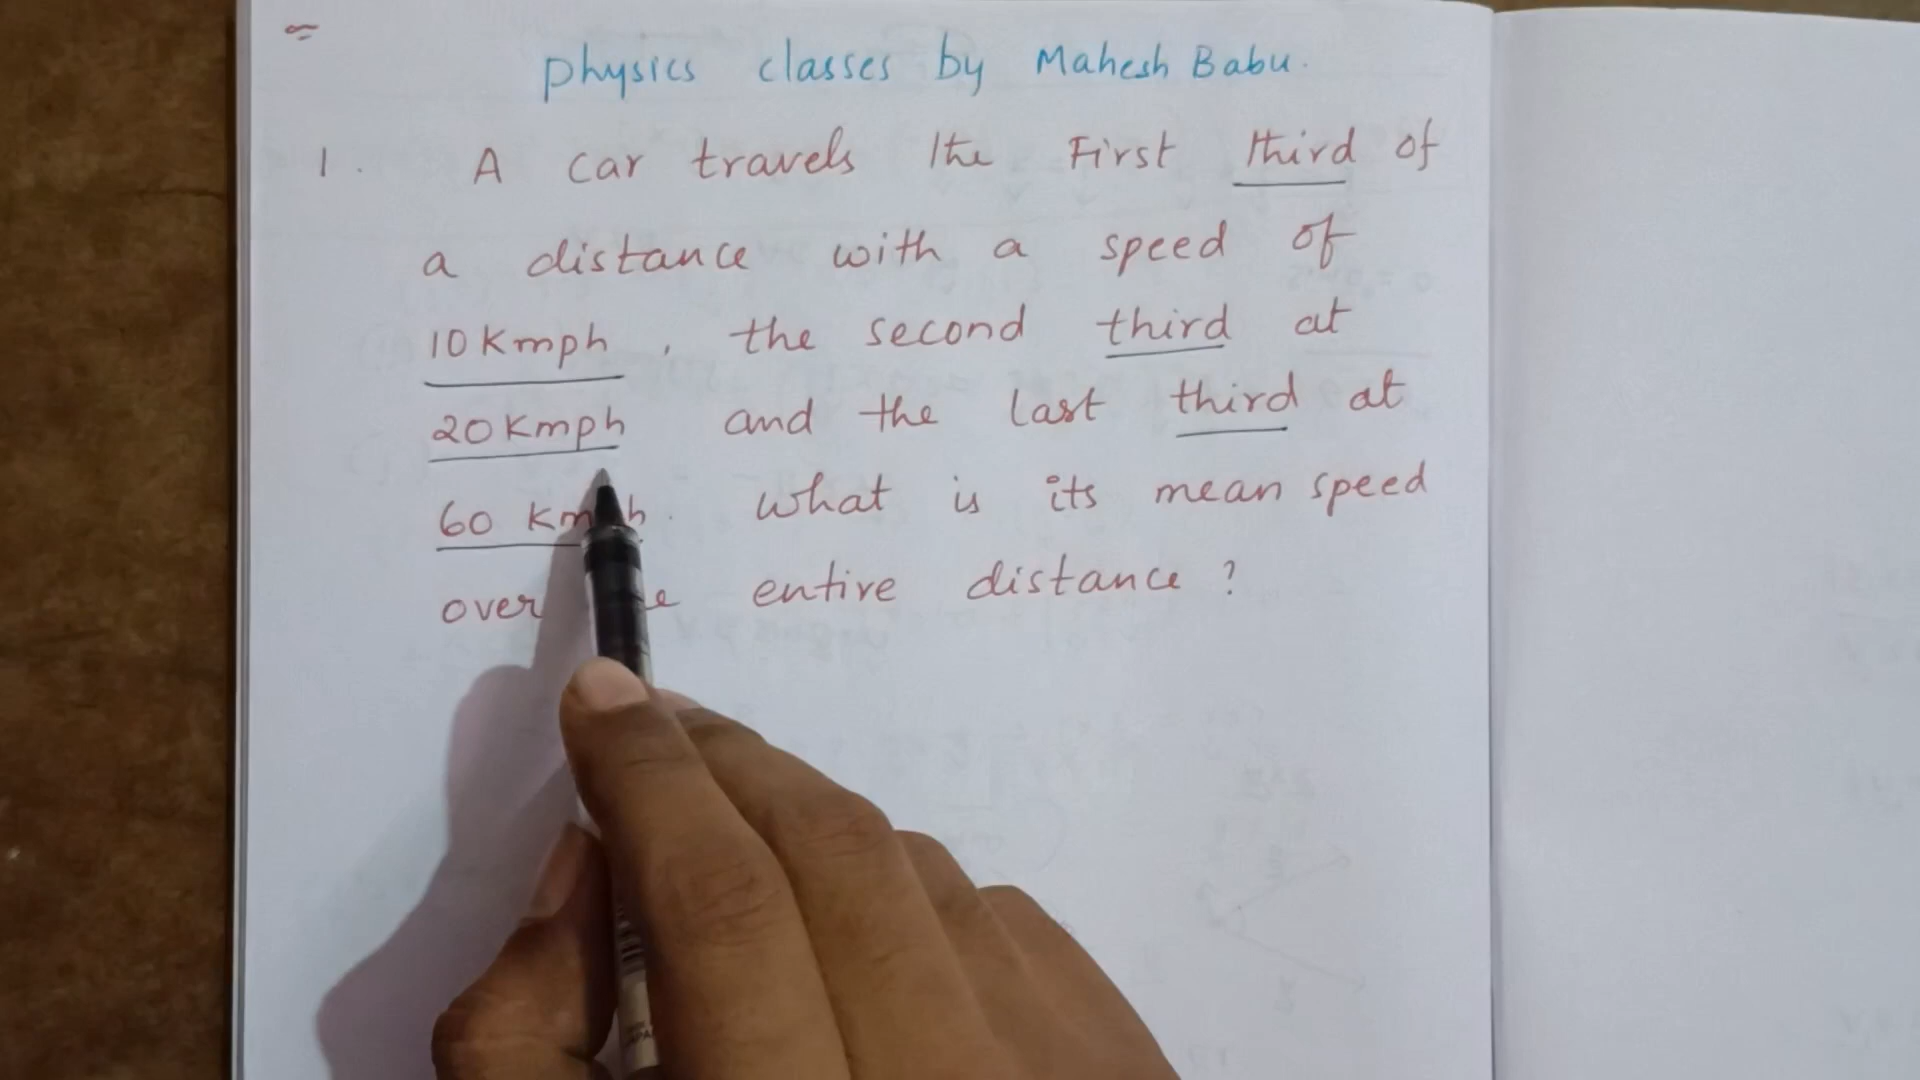 Physics classes by Mahesh Babu.
1. A car travels the First third of
a distance with a speed of
10 Kmph, the second third at
20 Kmph and the last third at
60 what is its mean speed
over entire distance ?